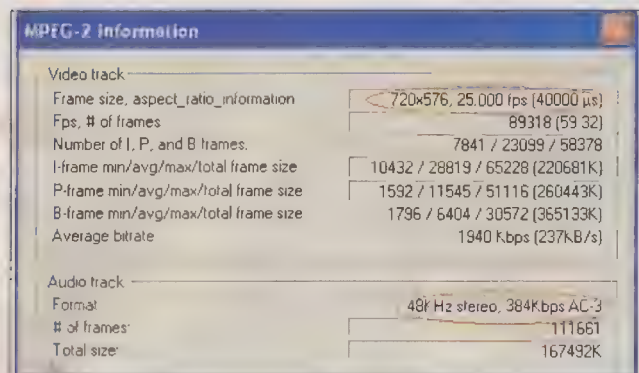 MPEG-2 Information
Video track
Frame size, aspect_ratio_information 720x576, 25.000 fps (40000 µs)
Fps, # of frames 89318 (59:32)
Number of I, P, and B frames: 7841 / 23099 / 58378
I-frame min/avg/max/total frame size 10432 / 28819 / 65228 (220681K)
P-frame min/avg/max/total frame size 1592 / 11545 / 51116 (260443K)
B-frame min/avg/max/total frame size 1796 / 6404 / 30572 (365133K)
Average bitrate 1940 Kbps (237KB/s)
Audio track
Format 48kHz stereo, 384Kbps AC-3
# of frames: 111661
Total size: 167492K